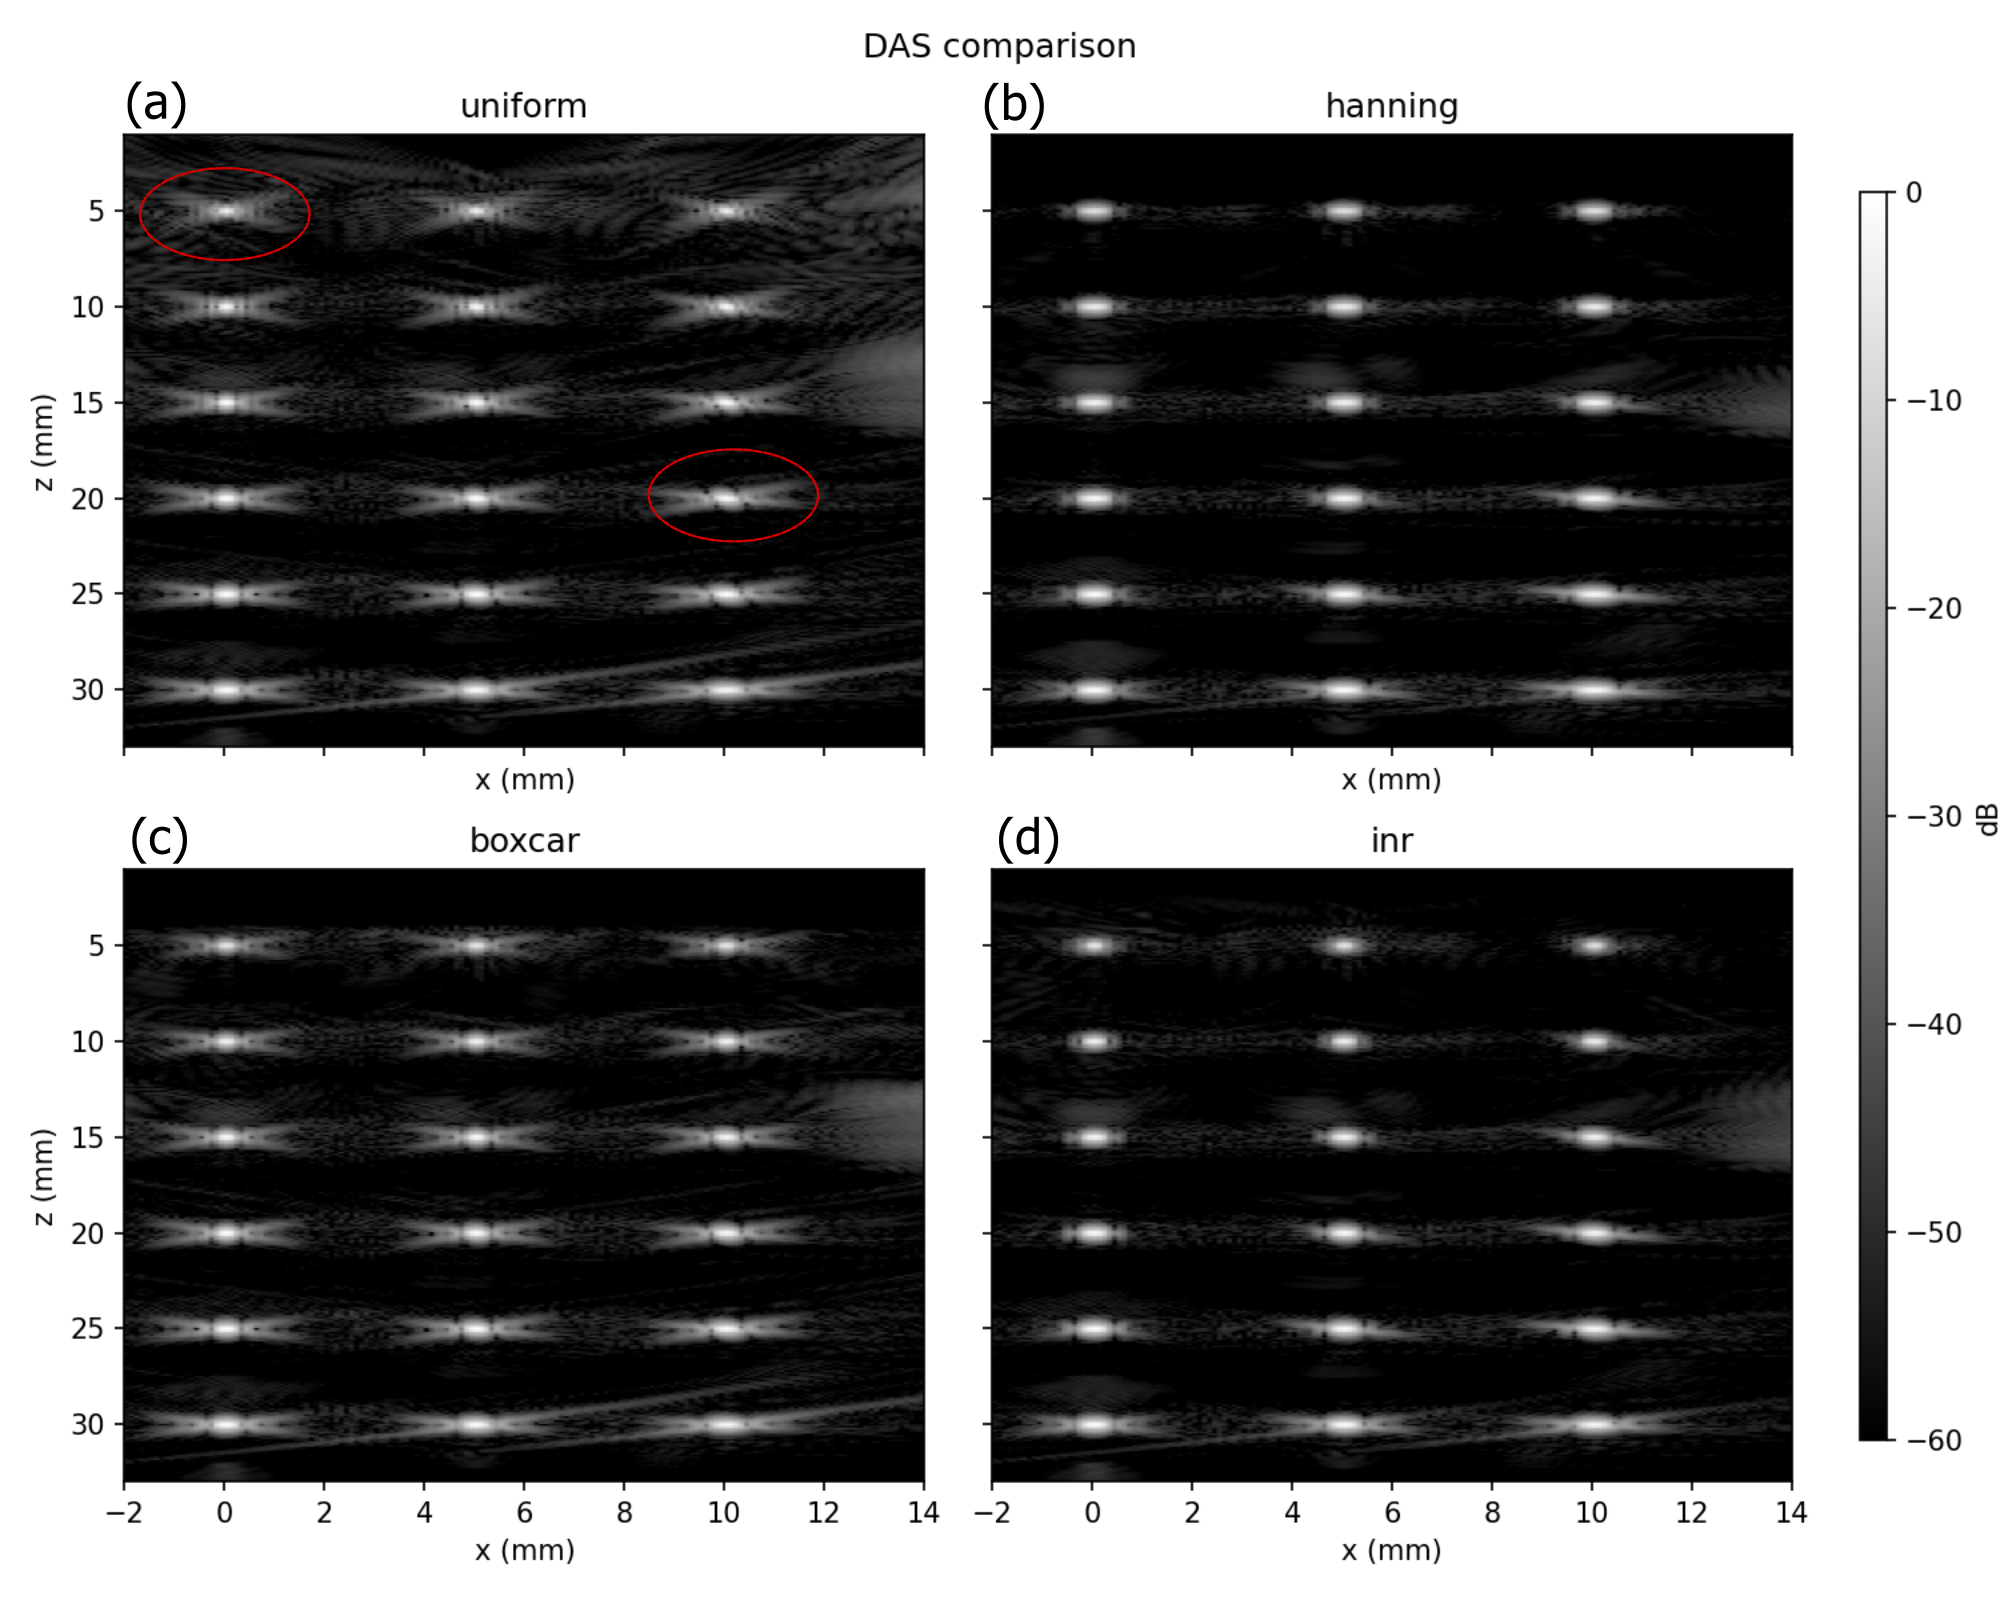 DAS comparison
(a) uniform
(b) hanning
5
10
15
20
25
30
z (mm)
x (mm)
x (mm)
(c) boxcar
(d) inr
5
10
15
20
25
30
z (mm)
−2 0 2 4 6 8 10 12 14
x (mm)
−2 0 2 4 6 8 10 12 14
x (mm)
0
−10
−20
−30
−40
−50
−60
dB